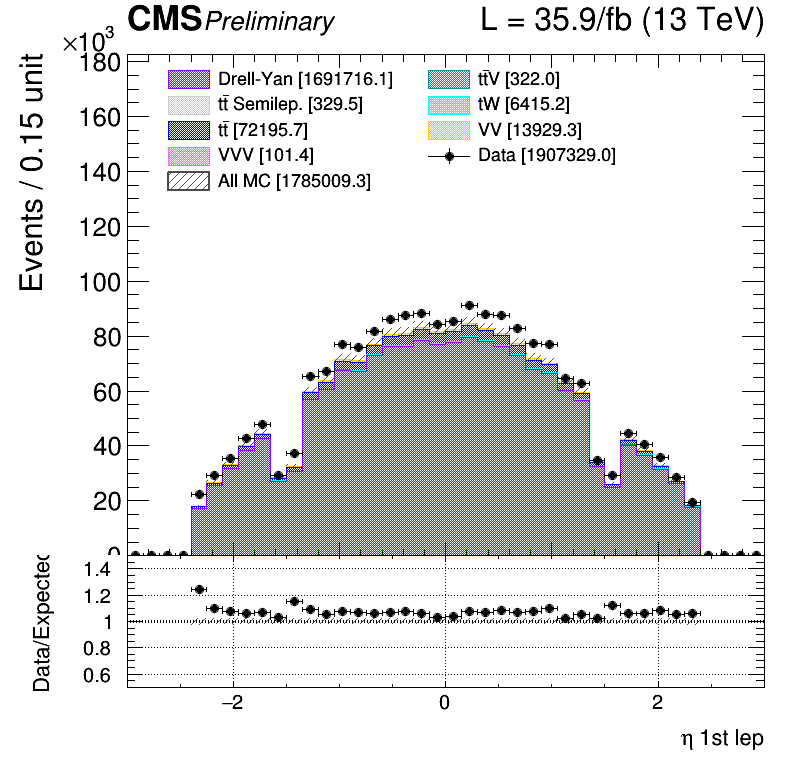 CMS Preliminary L = 35.9/fb (13 TeV)
×10³
Events / 0.15 unit
180
160
140
120
100
80
60
40
20
0
Drell-Yan [1691716.1]
tt̄ Semilep. [329.5]
tt̄ [72195.7]
VVV [101.4]
All MC [1785009.3]
tt̄V [322.0]
tW [6415.2]
VV [13929.3]
Data [1907329.0]
Data/Expected
1.4
1.2
1
0.8
0.6
−2 0 2
η 1st lep